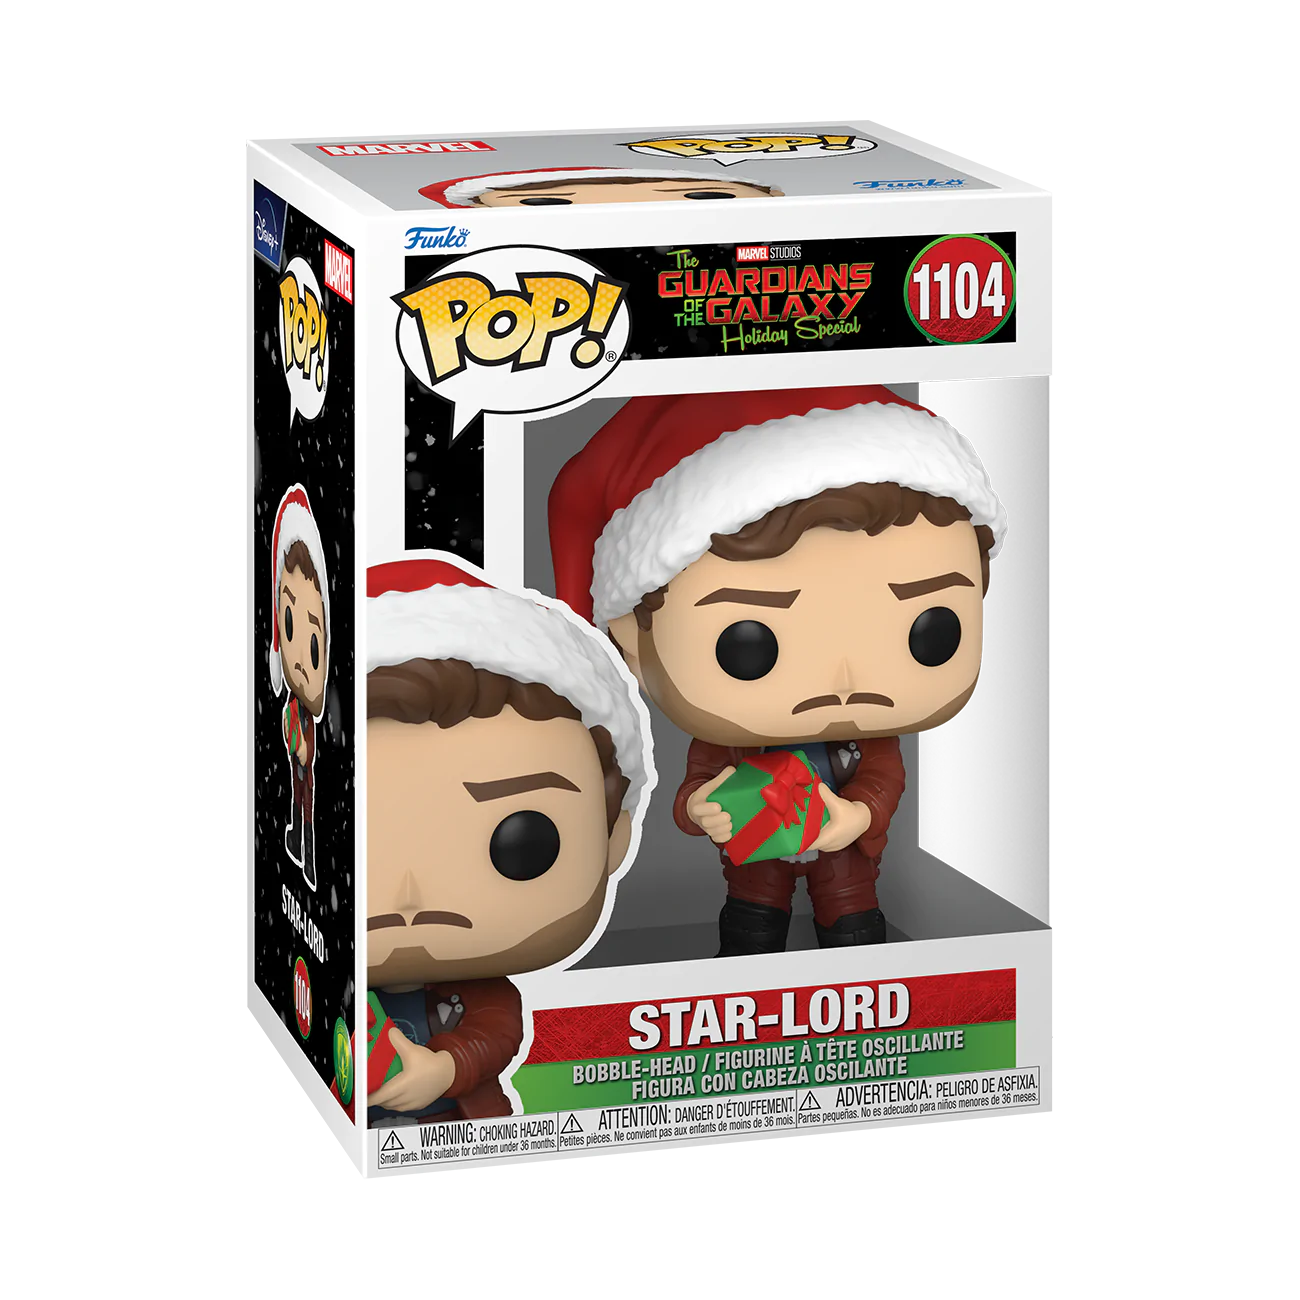 MARVEL
POP!
Funko
Disney+
MARVEL
POP!
STAR-LORD
1104
Funko
POP!®
MARVEL STUDIOS
The
GUARDIANS
OF THE GALAXY
Holiday Special
1104
STAR-LORD
BOBBLE-HEAD / FIGURINE À TÊTE OSCILLANTE
FIGURA CON CABEZA OSCILANTE
WARNING: CHOKING HAZARD.
Small parts. Not suitable for children under 36 months.
ATTENTION: DANGER D'ÉTOUFFEMENT.
Petites pièces. Ne convient pas aux enfants de moins de 36 mois.
ADVERTENCIA: PELIGRO DE ASFIXIA.
Partes pequeñas. No es adecuado para niños menores de 36 meses.